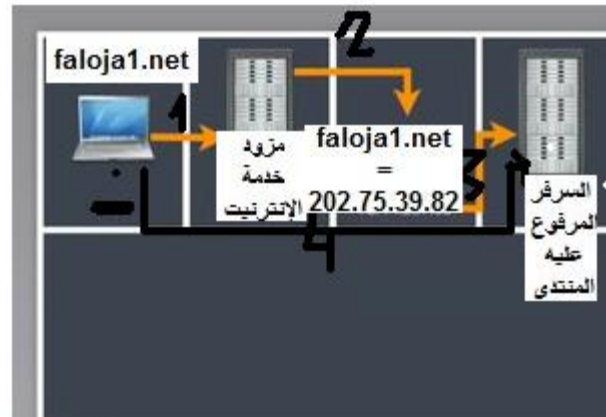 faloja1.net
1
2
3
4
مزود
خدمة
الإنترنيت
faloja1.net
=
202.75.39.82
السرفر
المرفوع
عليه
المنتدى